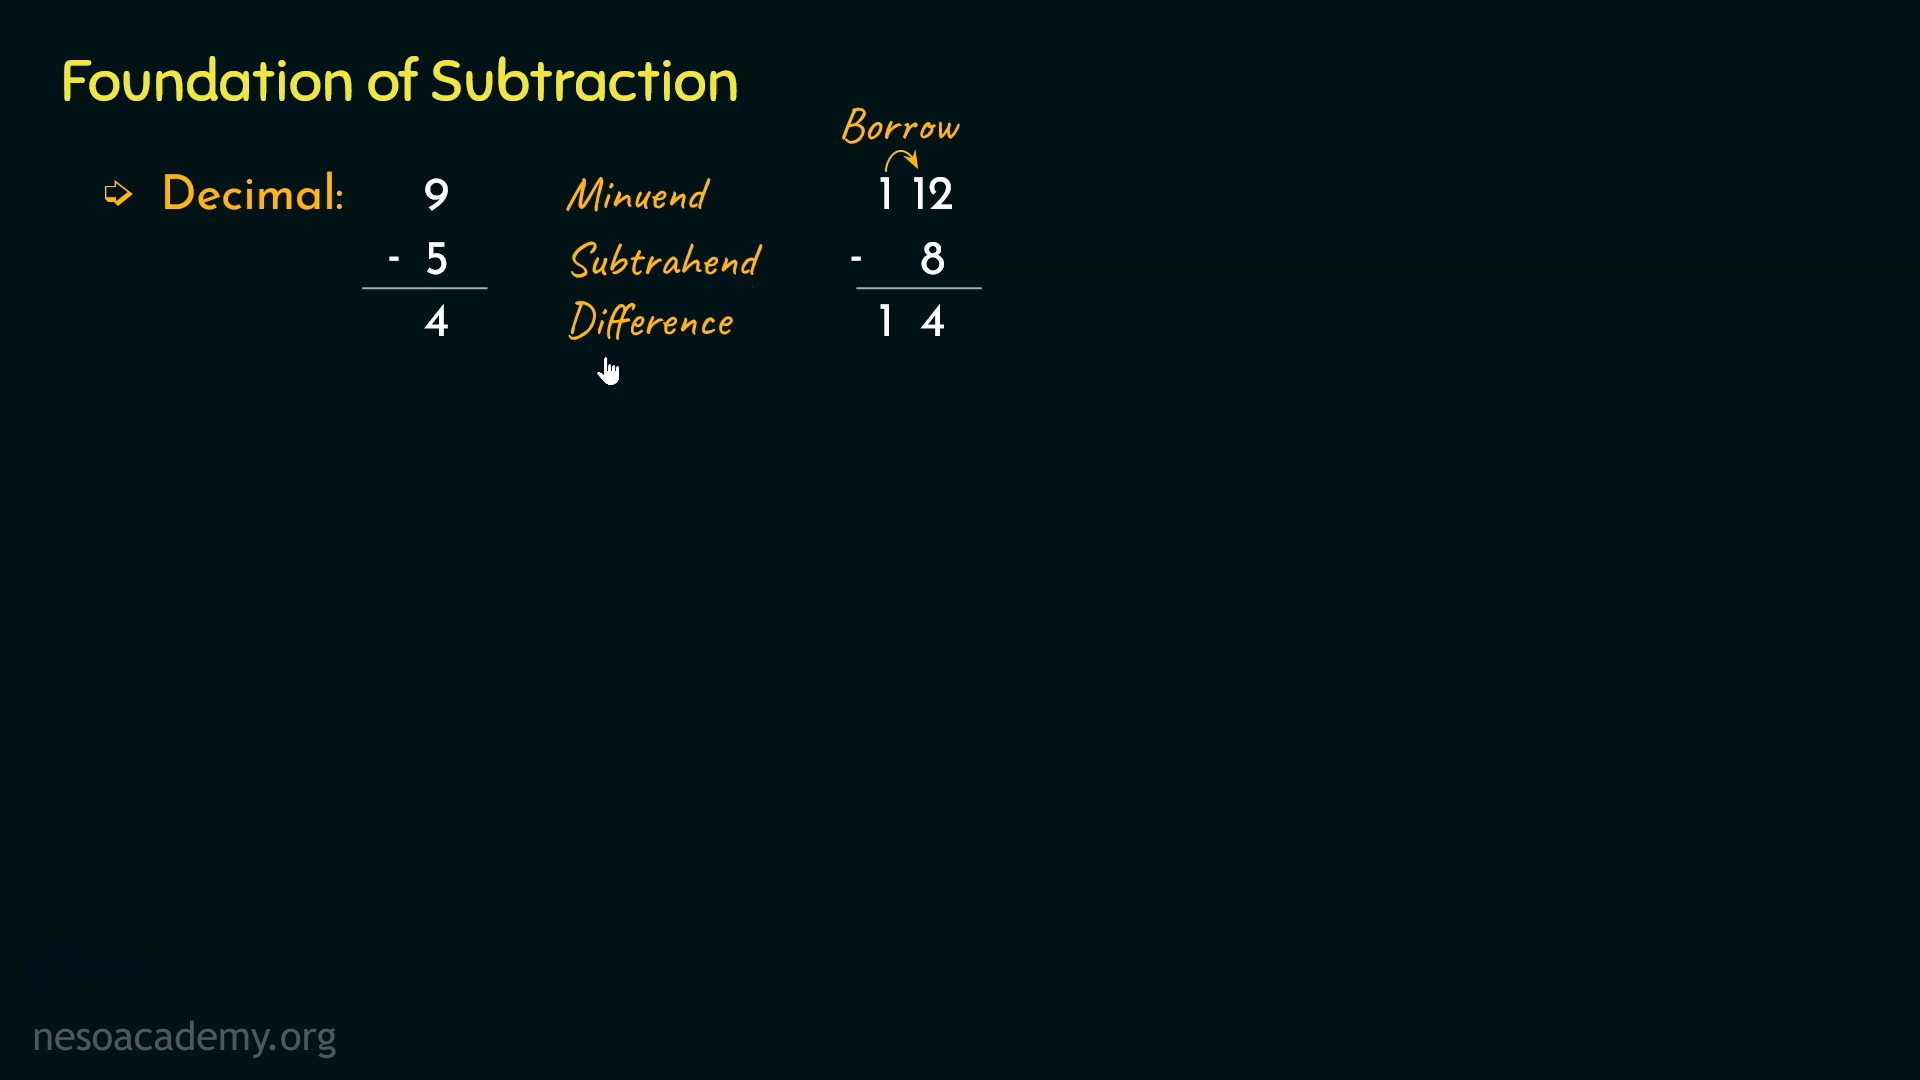 Foundation of Subtraction
Borrow
➩ Decimal: 9 Minuend 1 12
- 5 Subtrahend - 8
4 Difference 1 4
nesoacademy.org